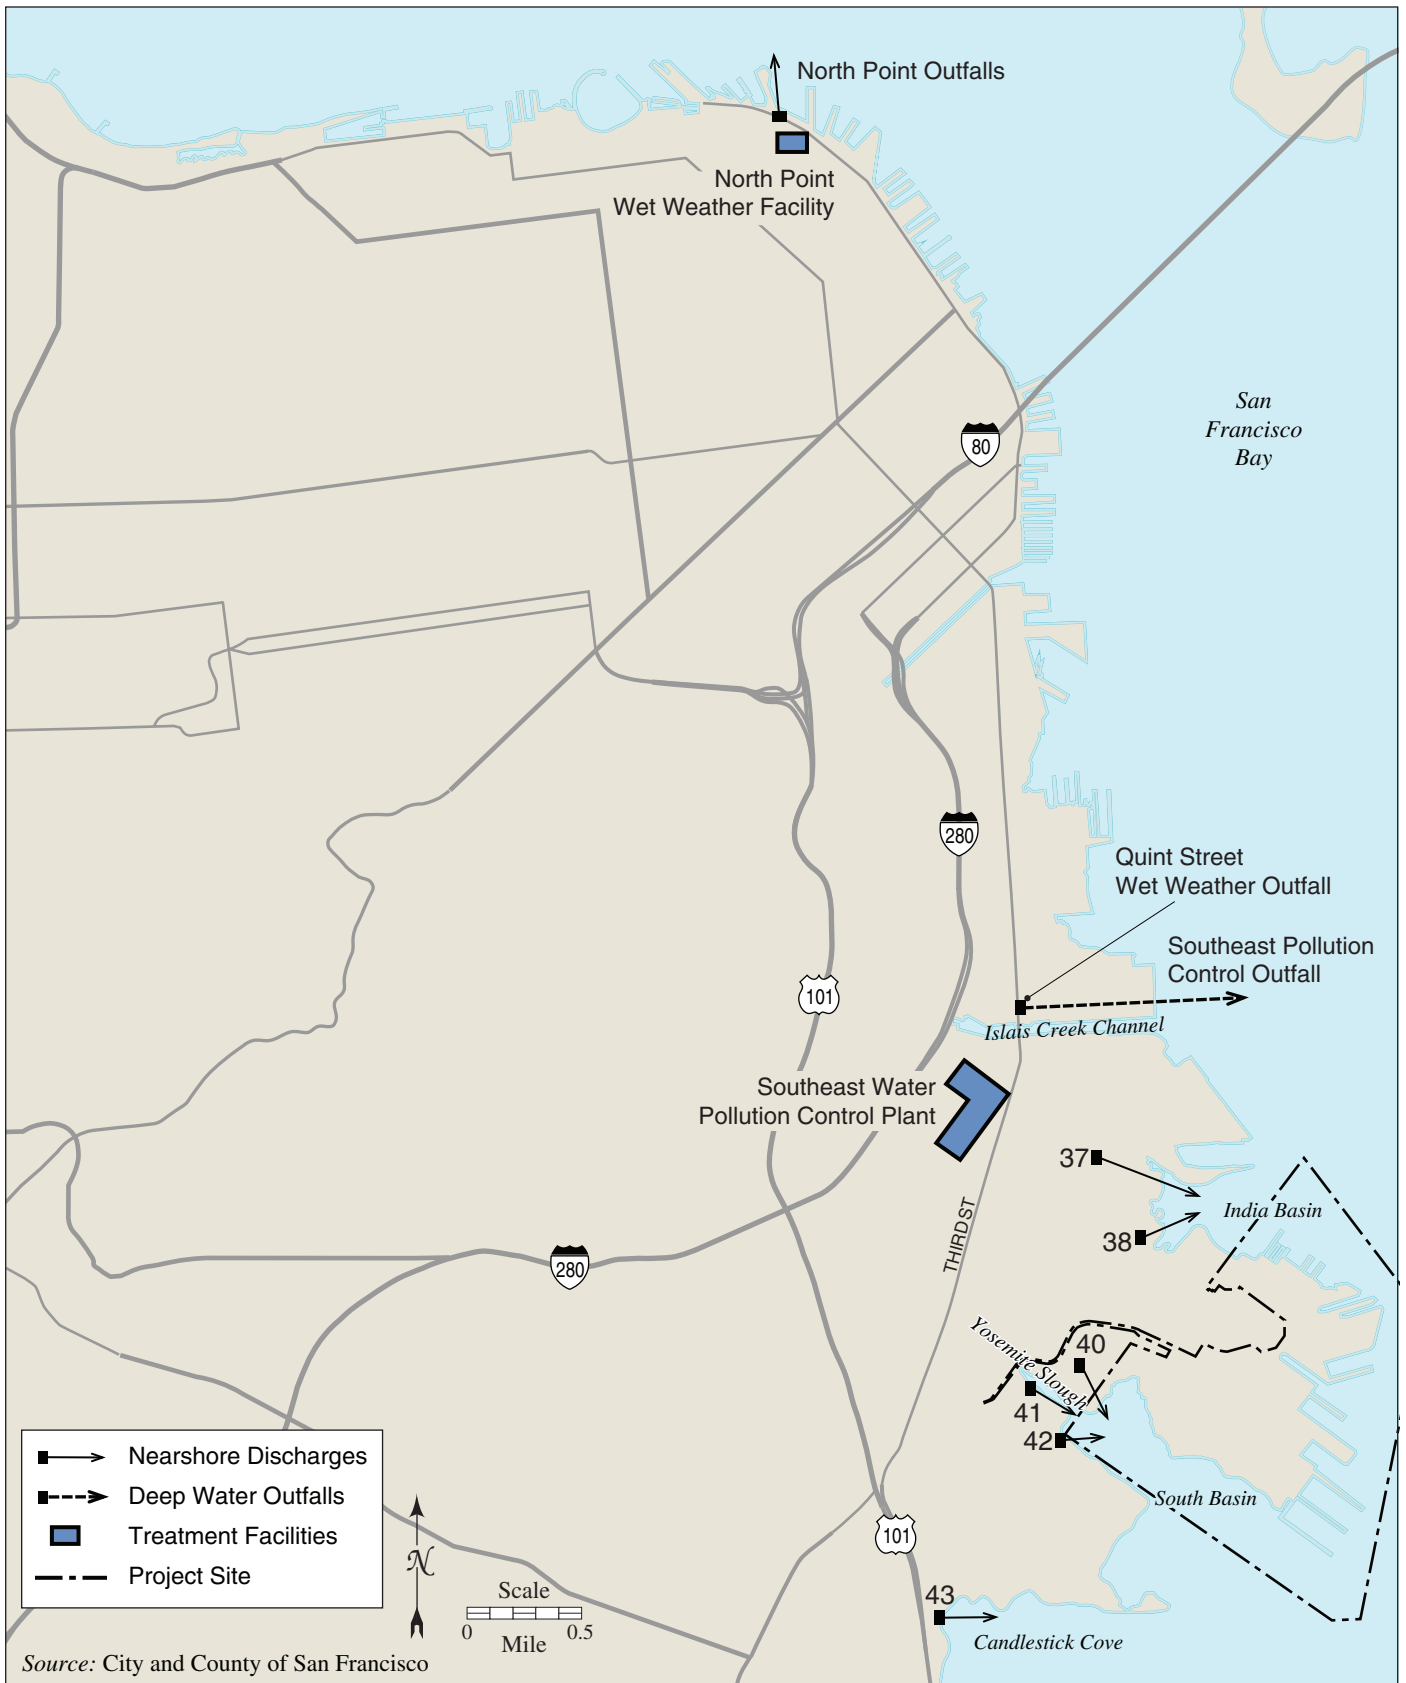 North Point Outfalls
North Point
Wet Weather Facility
San
Francisco
Bay
80
280
Quint Street
Wet Weather Outfall
Southeast Pollution
Control Outfall
101
Islais Creek Channel
Southeast Water
Pollution Control Plant
37
India Basin
38
THIRD ST
280
Yosemite Slough
40
41
42
South Basin
Nearshore Discharges
Deep Water Outfalls
Treatment Facilities
Project Site
N
101
Scale
0 0.5
Mile
43
Candlestick Cove
Source: City and County of San Francisco